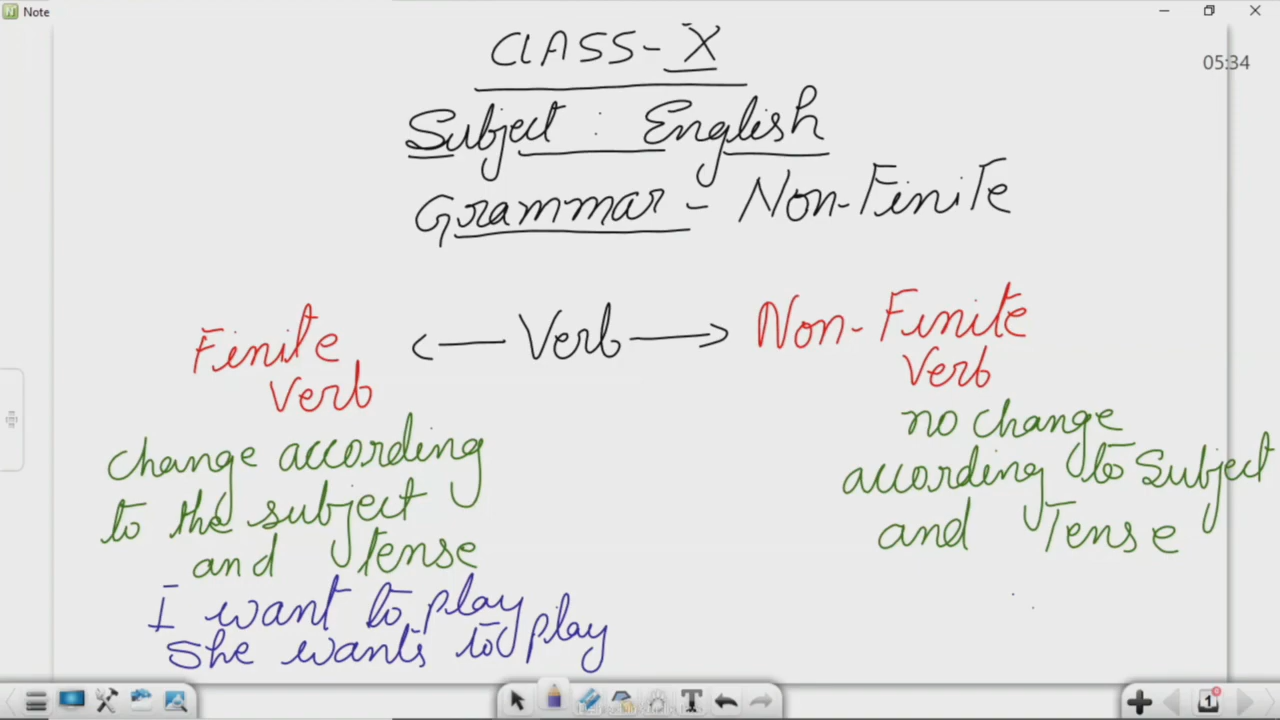 Note
05:34
CLASS-X
Subject : English
Grammar - Non-Finite
Finite
Verb
← Verb →
Non-Finite
Verb
change according
to the subject
and tense
no change
according to Subject
and Tense
I want to play
She wants to play
T
1